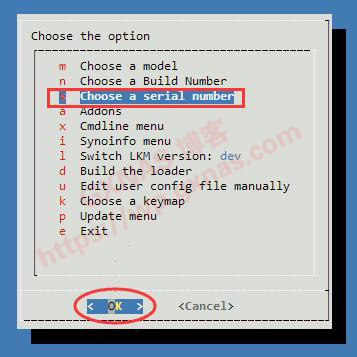 Choose the option
m Choose a model
n Choose a Build Number
s Choose a serial number
a Addons
x Cmdline menu
i Synoinfo menu
l Switch LKM version: dev
d Build the loader
u Edit user config file manually
k Choose a keymap
p Update menu
e Exit
< OK > <Cancel>